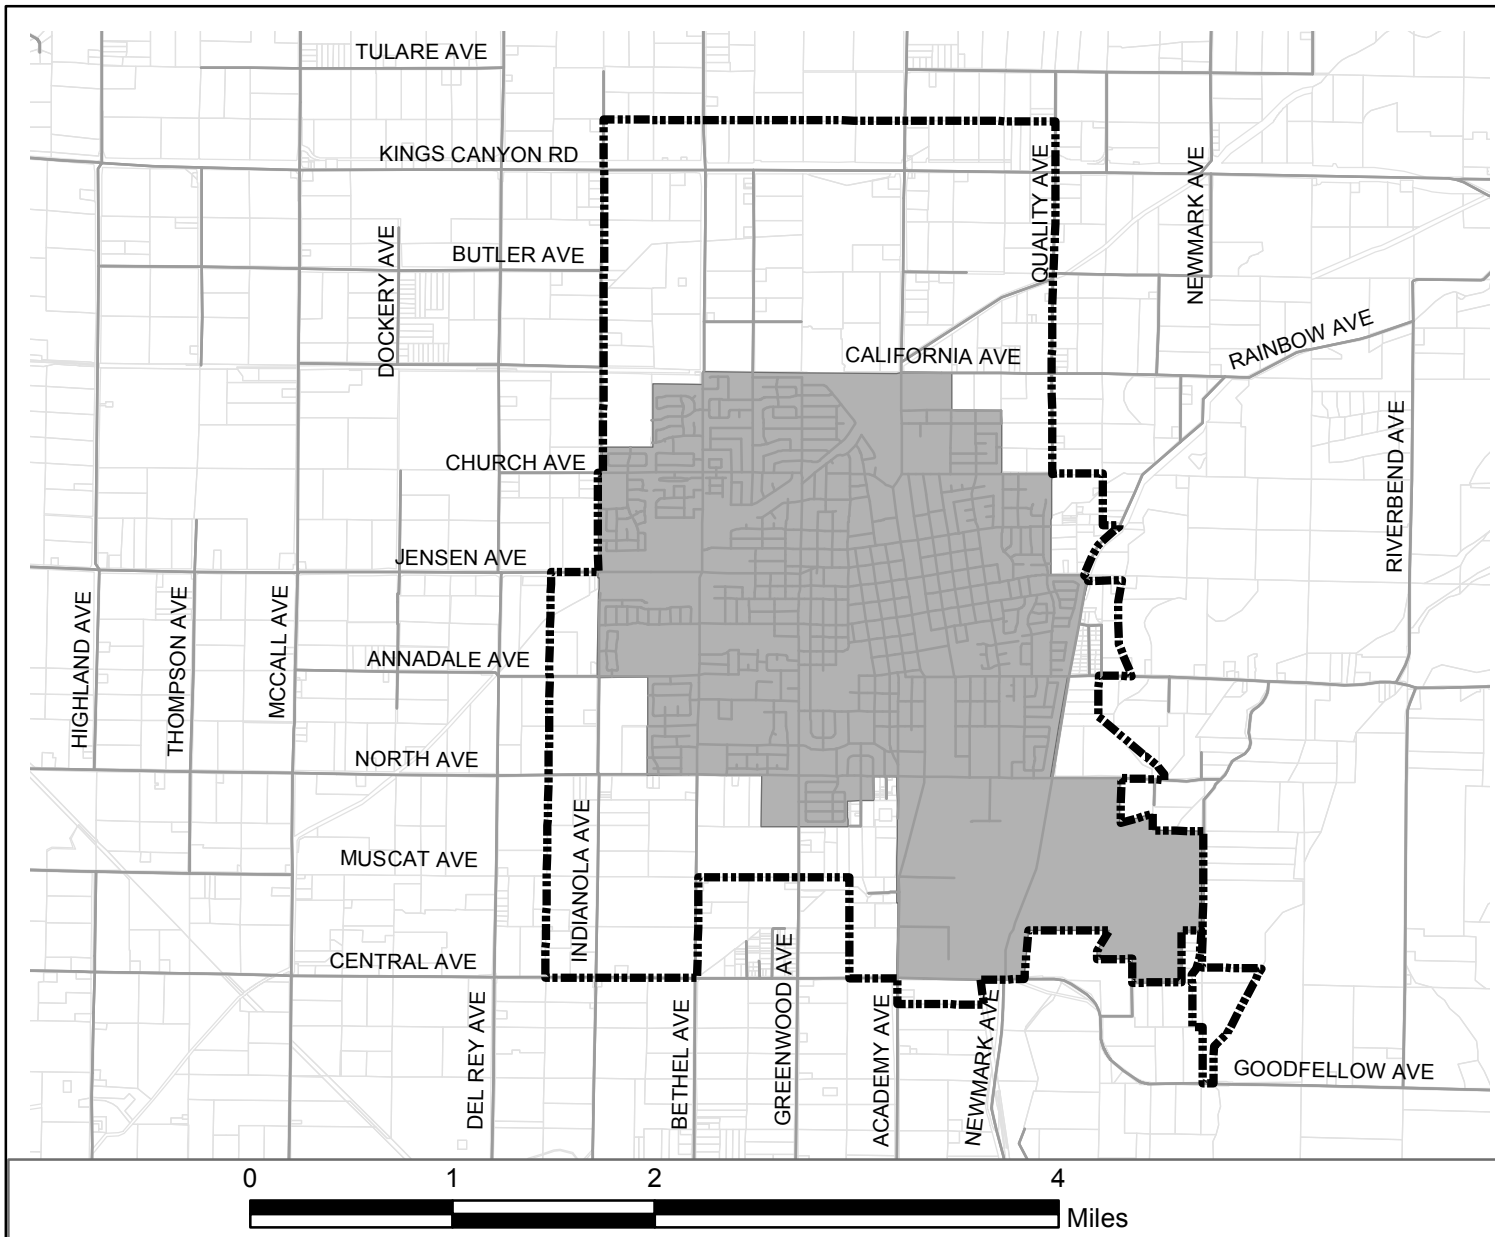 TULARE AVE
KINGS CANYON RD
QUALITY AVE
NEWMARK AVE
DOCKERY AVE
BUTLER AVE
CALIFORNIA AVE
RAINBOW AVE
RIVERBEND AVE
CHURCH AVE
JENSEN AVE
HIGHLAND AVE
THOMPSON AVE
MCCALL AVE
ANNADALE AVE
NORTH AVE
INDIANOLA AVE
MUSCAT AVE
CENTRAL AVE
DEL REY AVE
BETHEL AVE
GREENWOOD AVE
ACADEMY AVE
NEWMARK AVE
GOODFELLOW AVE
0 1 2 4
Miles